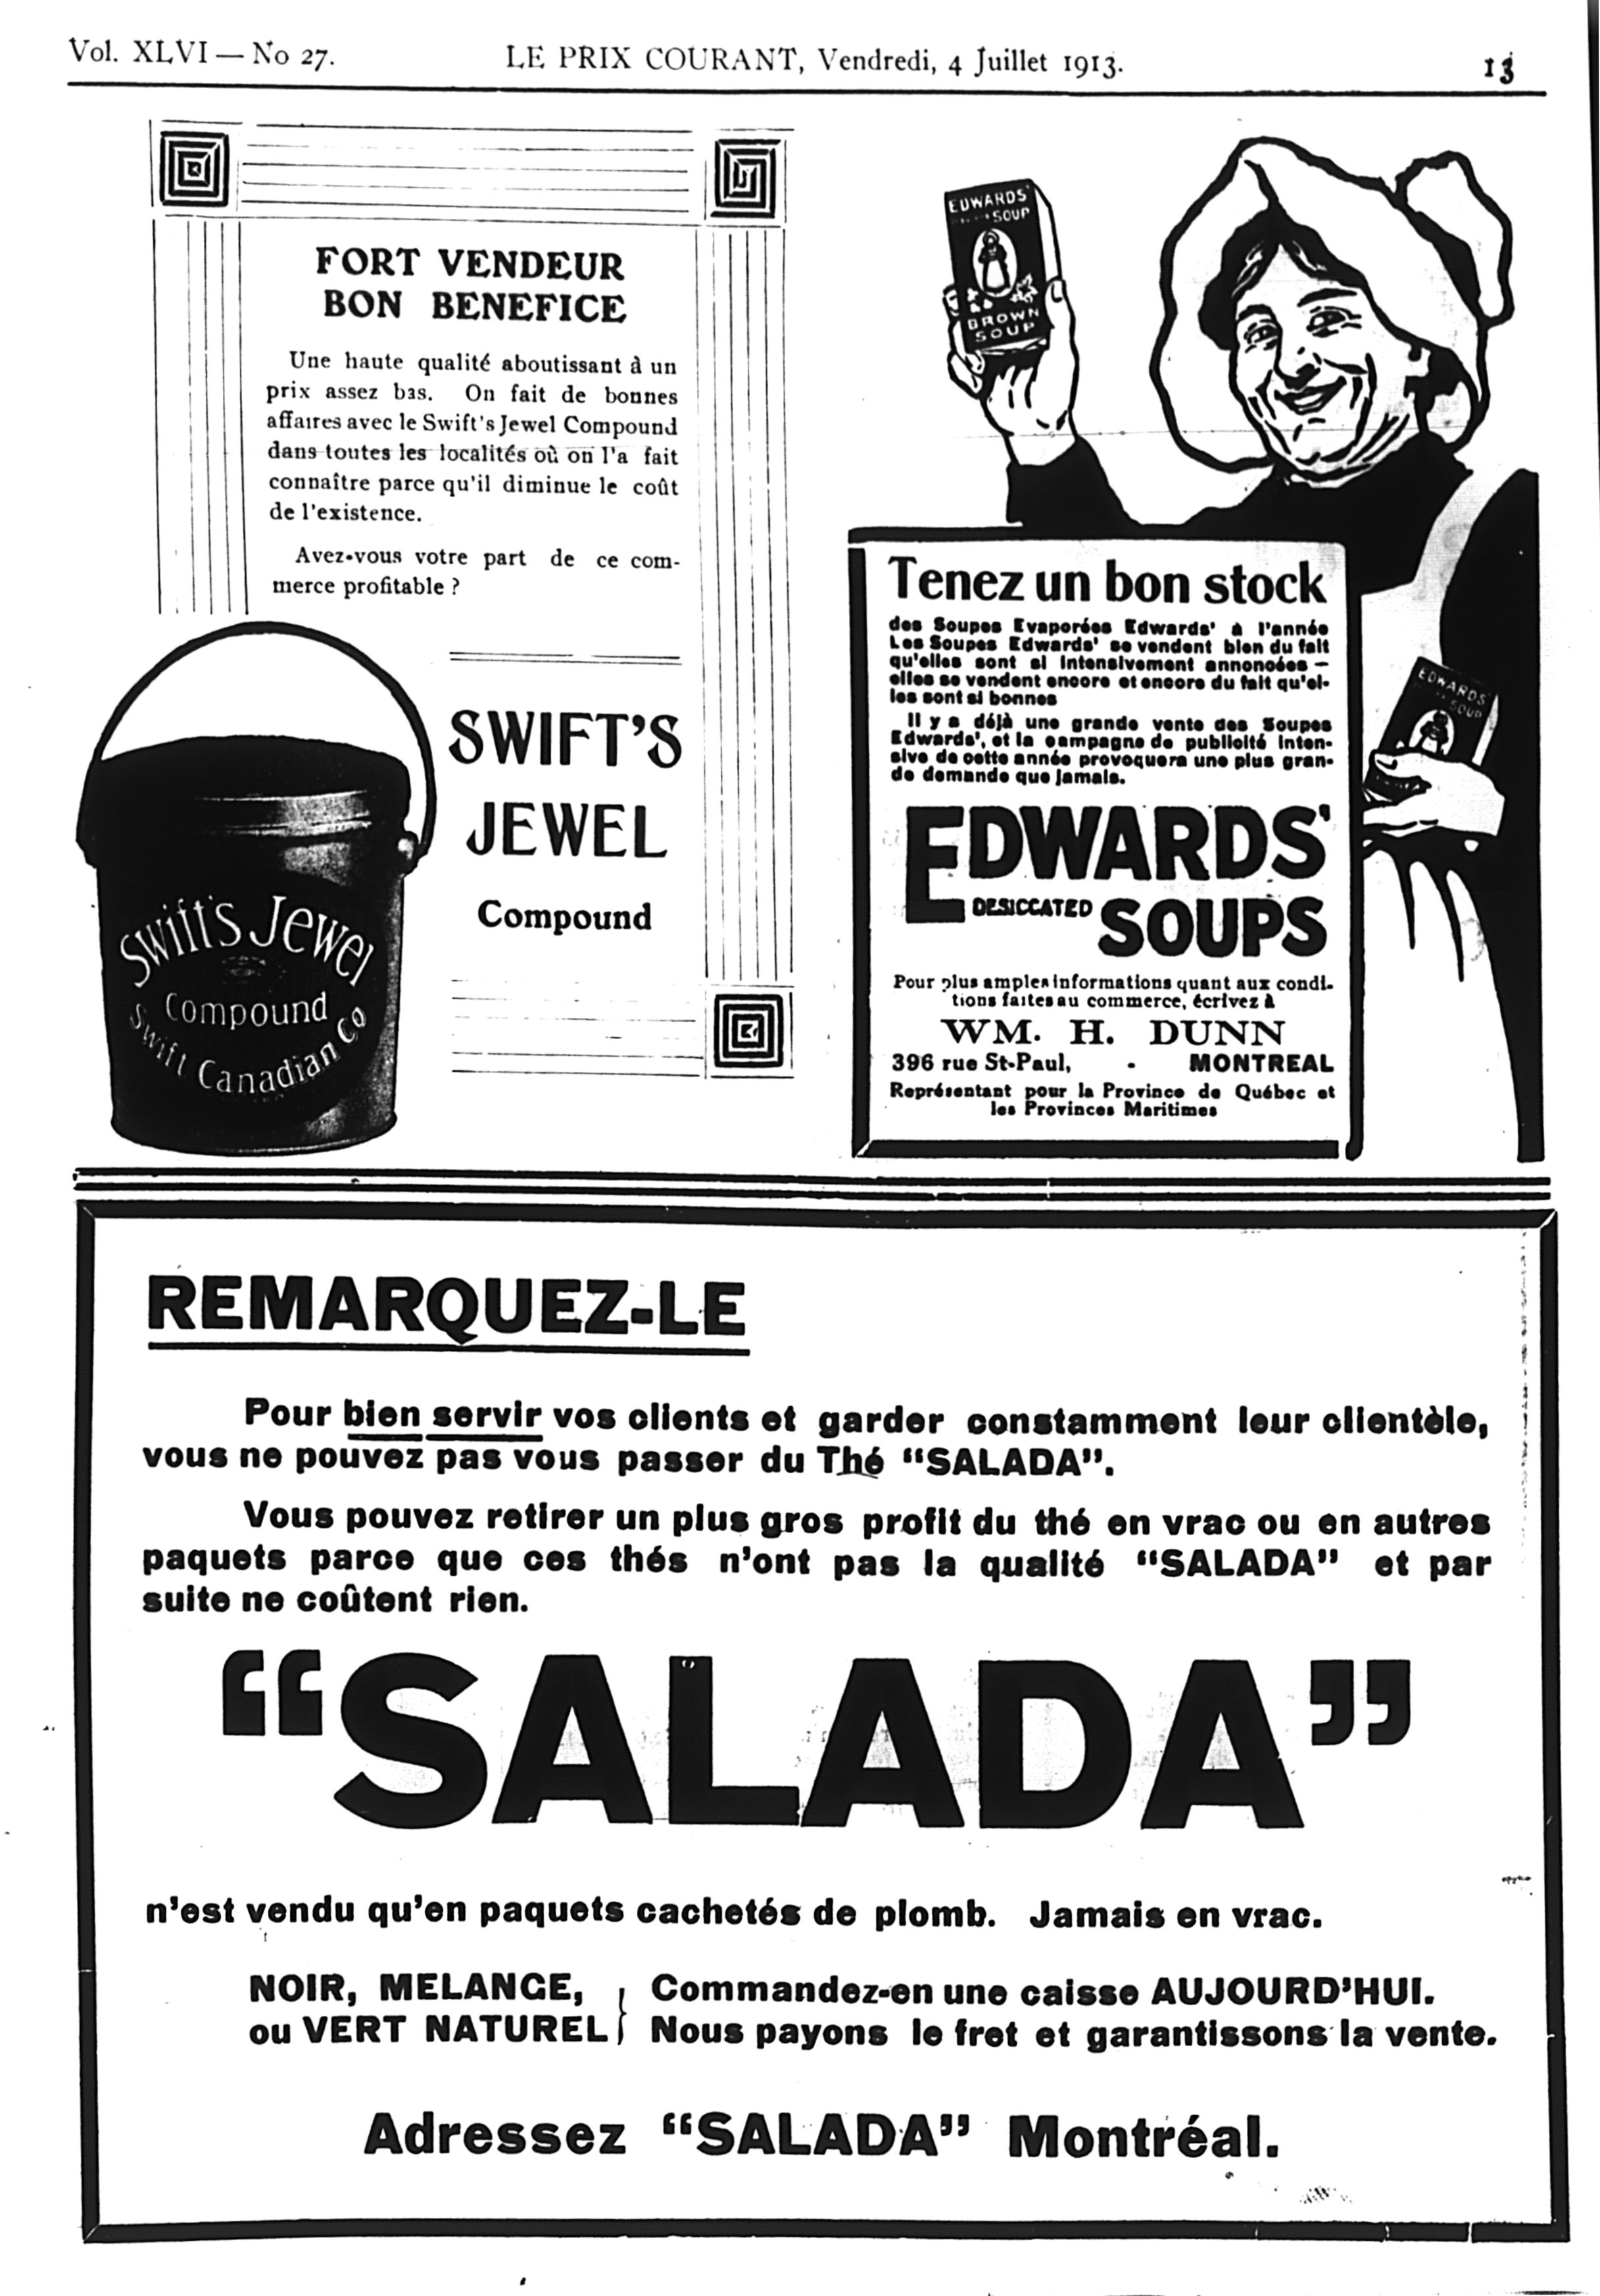 Vol. XLVI — No 27.
LE PRIX COURANT, Vendredi, 4 Juillet 1913.
13
FORT VENDEUR
BON BENEFICE
Une haute qualité aboutissant à un
prix assez bas. On fait de bonnes
affaires avec le Swift's Jewel Compound
dans toutes les localités où on l'a fait
connaître parce qu'il diminue le coût
de l'existence.
Avez-vous votre part de ce com-
merce profitable ?
SWIFT'S
JEWEL
Compound
Swift's Jewel
Compound
Swift Canadian Co
EDWARDS'
SOUP
BROWN
SOUP
Tenez un bon stock
des Soupes Evaporées Edwards' à l'année
Les Soupes Edwards' se vendent bien du fait
qu'elles sont si intensivement annoncées —
elles se vendent encore et encore du fait qu'el-
les sont si bonnes
Il y a déjà une grande vente des Soupes
Edwards', et la campagne de publicité inten-
sive de cette année provoquera une plus gran-
de demande que jamais.
EDWARDS'
DESICCATED SOUPS
Pour plus amples informations quant aux condi-
tions faites au commerce, écrivez à
WM. H. DUNN
396 rue St-Paul, - MONTREAL
Représentant pour la Province de Québec et
les Provinces Maritimes
EDWARDS'
SOUP
REMARQUEZ-LE
Pour bien servir vos clients et garder constamment leur clientèle,
vous ne pouvez pas vous passer du Thé “SALADA”.
Vous pouvez retirer un plus gros profit du thé en vrac ou en autres
paquets parce que ces thés n'ont pas la qualité “SALADA” et par
suite ne coûtent rien.
“SALADA”
n'est vendu qu'en paquets cachetés de plomb. Jamais en vrac.
NOIR, MELANGE,
ou VERT NATUREL
Commandez-en une caisse AUJOURD'HUI.
Nous payons le fret et garantissons la vente.
Adressez “SALADA” Montréal.